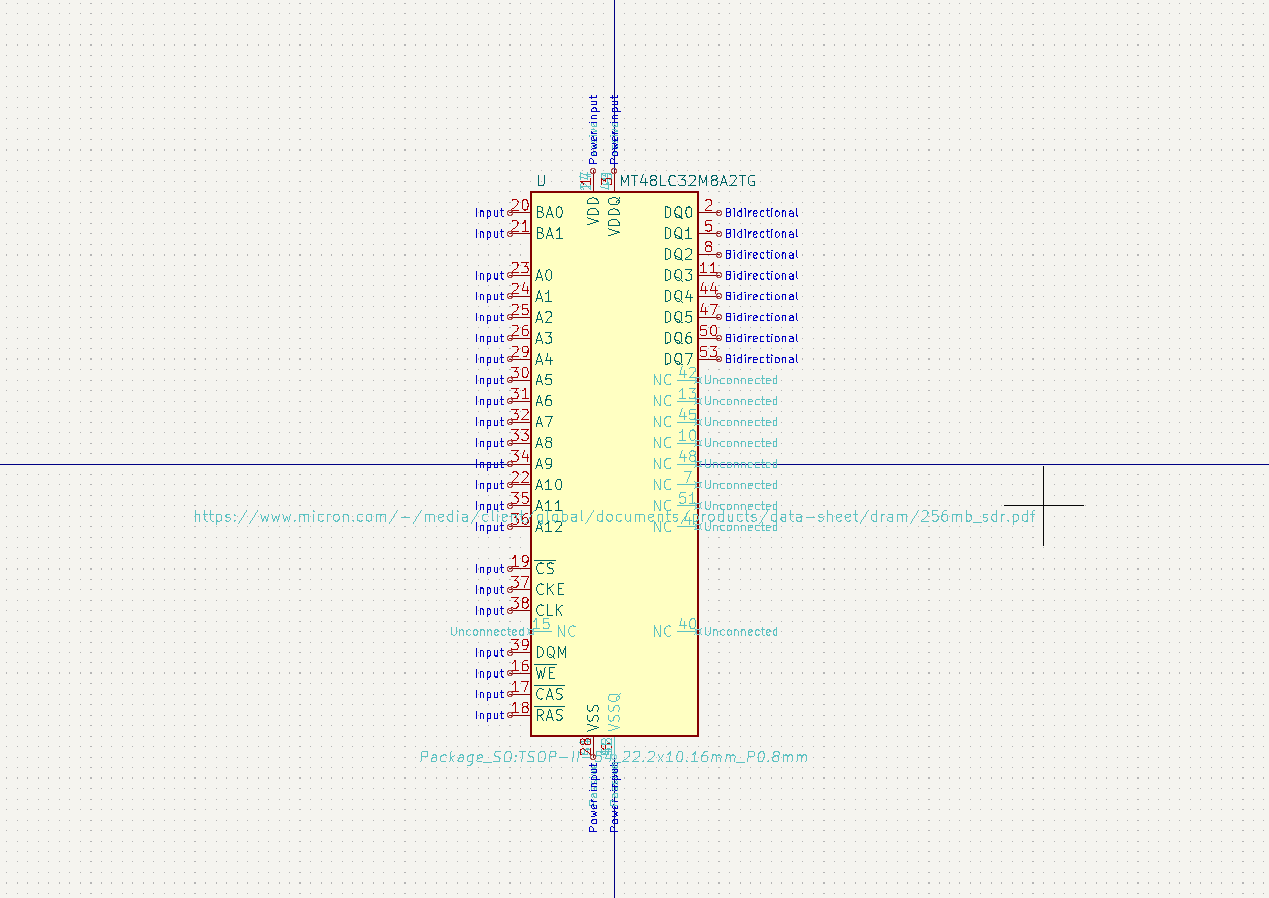 Power input Power input
1 3
U MT48LC32M8A2TG
VDD VDDQ
Input 20 BA0 DQ0 2 Bidirectional
Input 21 BA1 DQ1 5 Bidirectional
DQ2 8 Bidirectional
Input 23 A0 DQ3 11 Bidirectional
Input 24 A1 DQ4 44 Bidirectional
Input 25 A2 DQ5 47 Bidirectional
Input 26 A3 DQ6 50 Bidirectional
Input 29 A4 DQ7 53 Bidirectional
Input 30 A5 NC 42 Unconnected
Input 31 A6 NC 13 Unconnected
Input 32 A7 NC 45 Unconnected
Input 33 A8 NC 10 Unconnected
Input 34 A9 NC 48 Unconnected
Input 22 A10 NC 7 Unconnected
Input 35 A11 NC 51 Unconnected
https://www.micron.com/~/media/client/global/documents/products/data-sheet/dram/256mb_sdr.pdf
Input 36 A12 NC 4 Unconnected
Input 19 CS
Input 37 CKE
Input 38 CLK
Unconnected 15 NC NC 40 Unconnected
Input 39 DQM
Input 16 WE
Input 17 CAS
Input 18 RAS
VSS VSSQ
28
Package_SO:TSOP-II-54_22.2x10.16mm_P0.8mm
Power input Power input